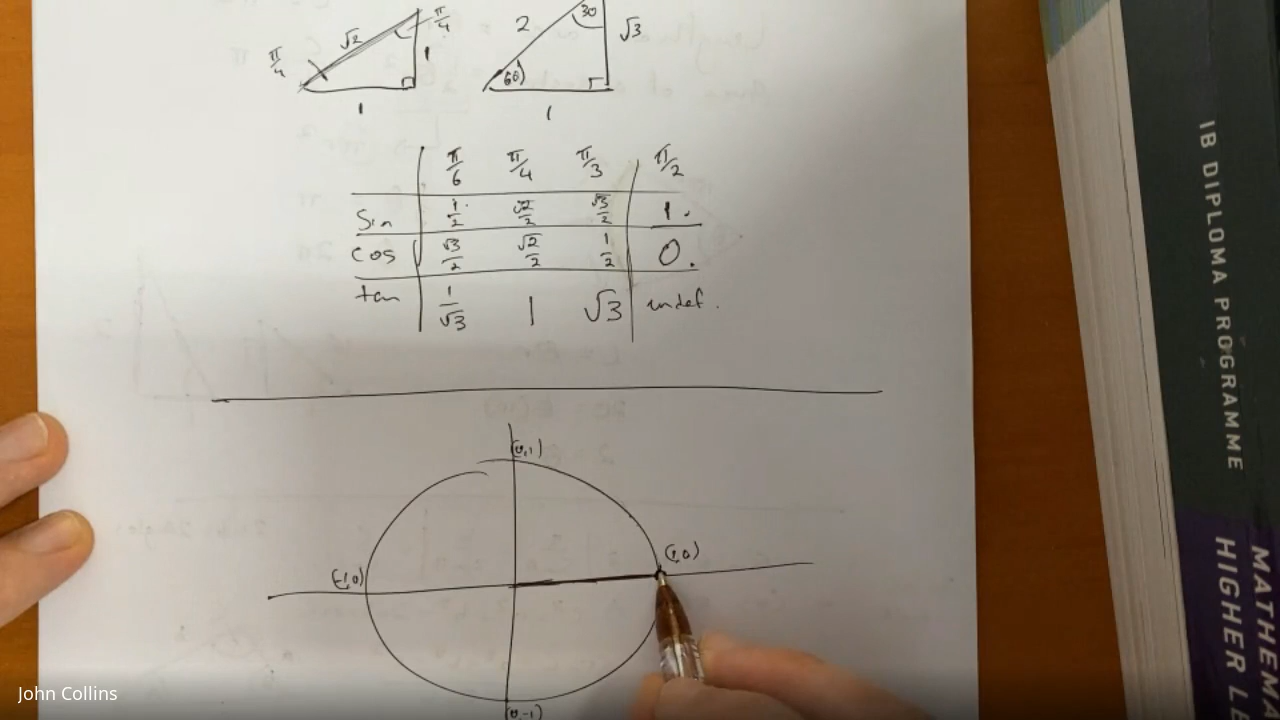 π/4 √2 π/4 1 1
2 30 √3 60 1
π/6 π/4 π/3 π/2
Sin 1/2 √2/2 √3/2 1.
cos √3/2 √2/2 1/2 0.
tan 1/√3 1 √3 undef.
(0,1)
(1,0)
(-1,0)
(0,-1)
IB DIPLOMA PROGRAMME
MATHEMA
HIGHER LE
John Collins